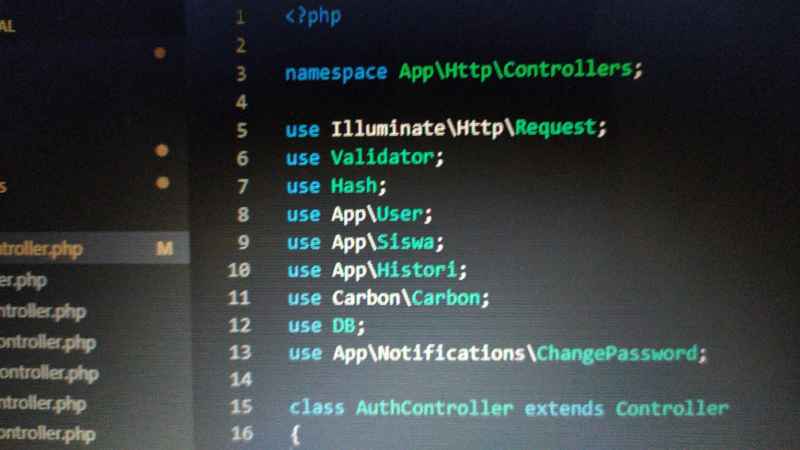 AL
S
ntroller.php M
er.php
ontroller.php
ontroller.php
ontroller.php
ntroller.php
ontroller.php
1 <?php
2
3 namespace App\Http\Controllers;
4
5 use Illuminate\Http\Request;
6 use Validator;
7 use Hash;
8 use App\User;
9 use App\Siswa;
10 use App\Histori;
11 use Carbon\Carbon;
12 use DB;
13 use App\Notifications\ChangePassword;
14
15 class AuthController extends Controller
16 {